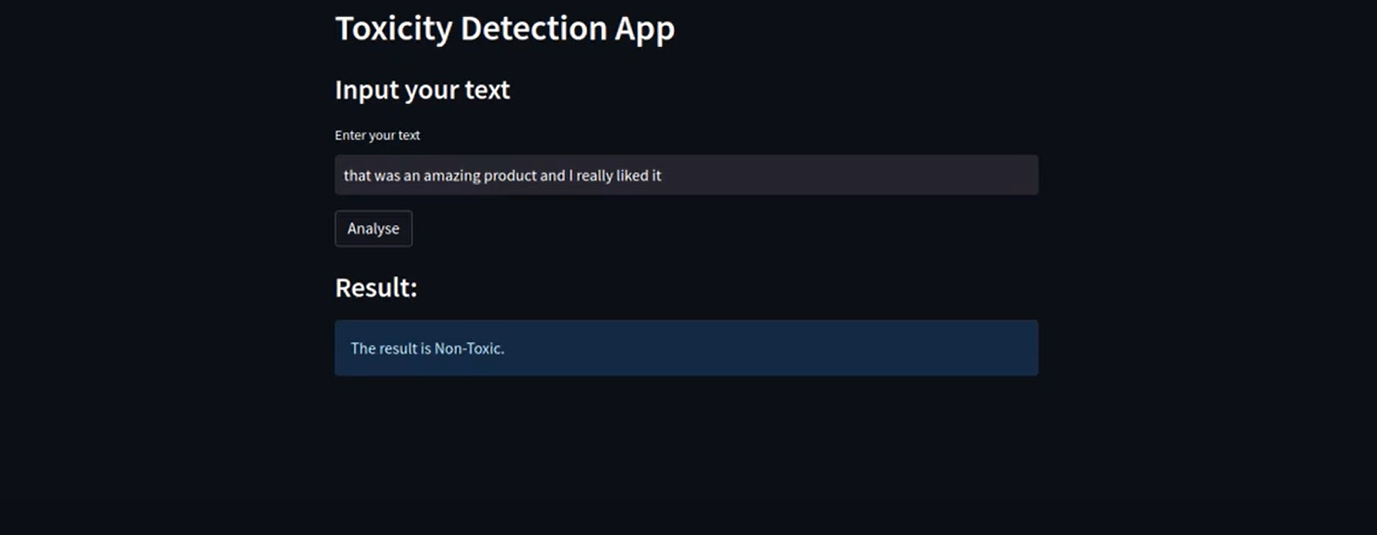 Toxicity Detection App
Input your text
Enter your text
that was an amazing product and I really liked it
Analyse
Result:
The result is Non-Toxic.